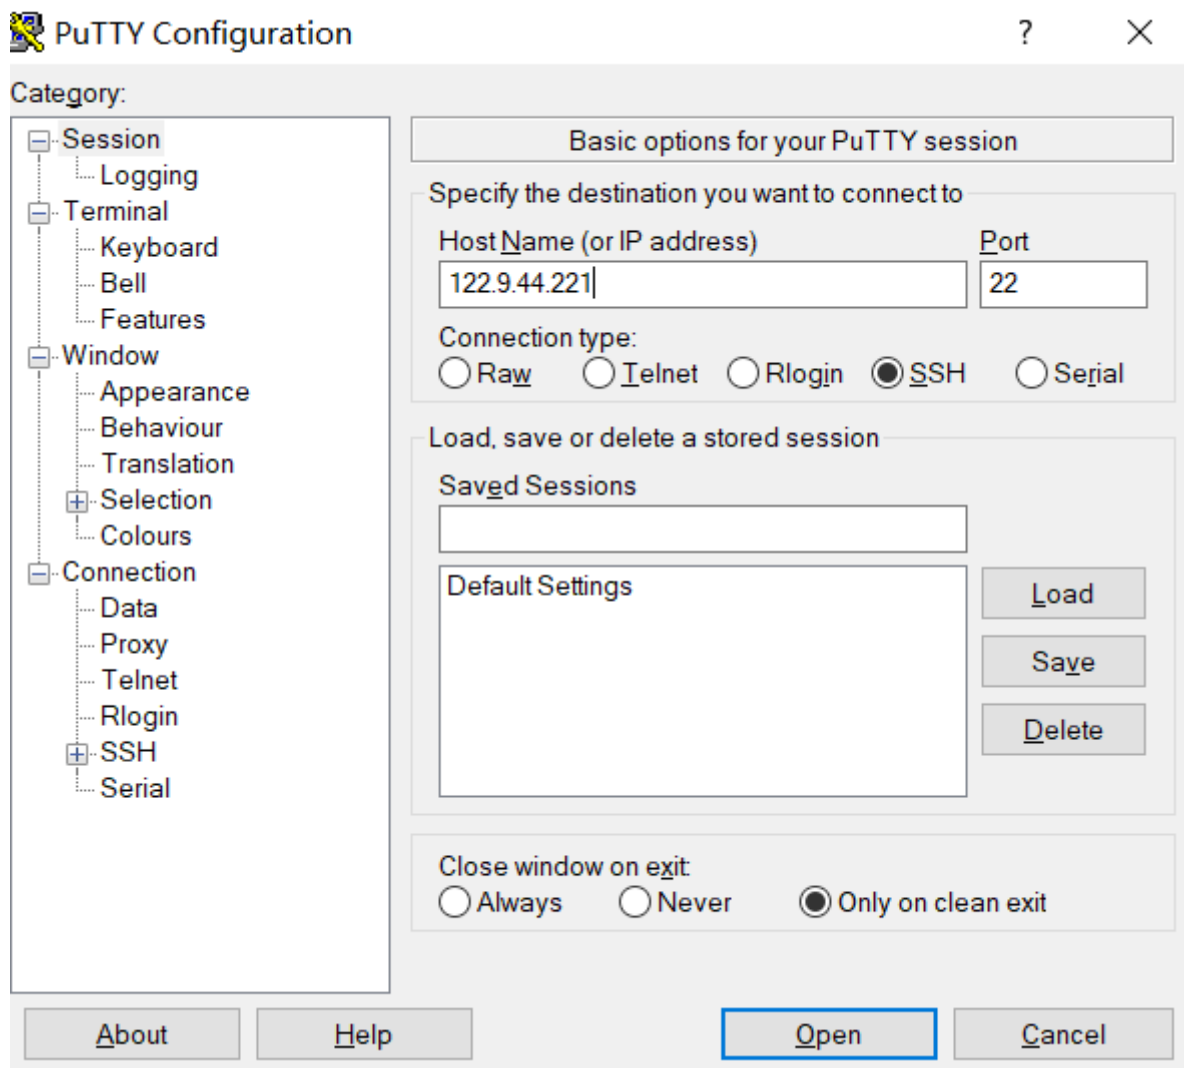 PuTTY Configuration
?
Category:
Session
Logging
Terminal
Keyboard
Bell
Features
Window
Appearance
Behaviour
Translation
Selection
Colours
Connection
Data
Proxy
Telnet
Rlogin
SSH
Serial
Basic options for your PuTTY session
Specify the destination you want to connect to
Host Name (or IP address) Port
122.9.44.221 22
Connection type:
Raw Telnet Rlogin SSH Serial
Load, save or delete a stored session
Saved Sessions
Default Settings
Load
Save
Delete
Close window on exit:
Always Never Only on clean exit
About Help Open Cancel